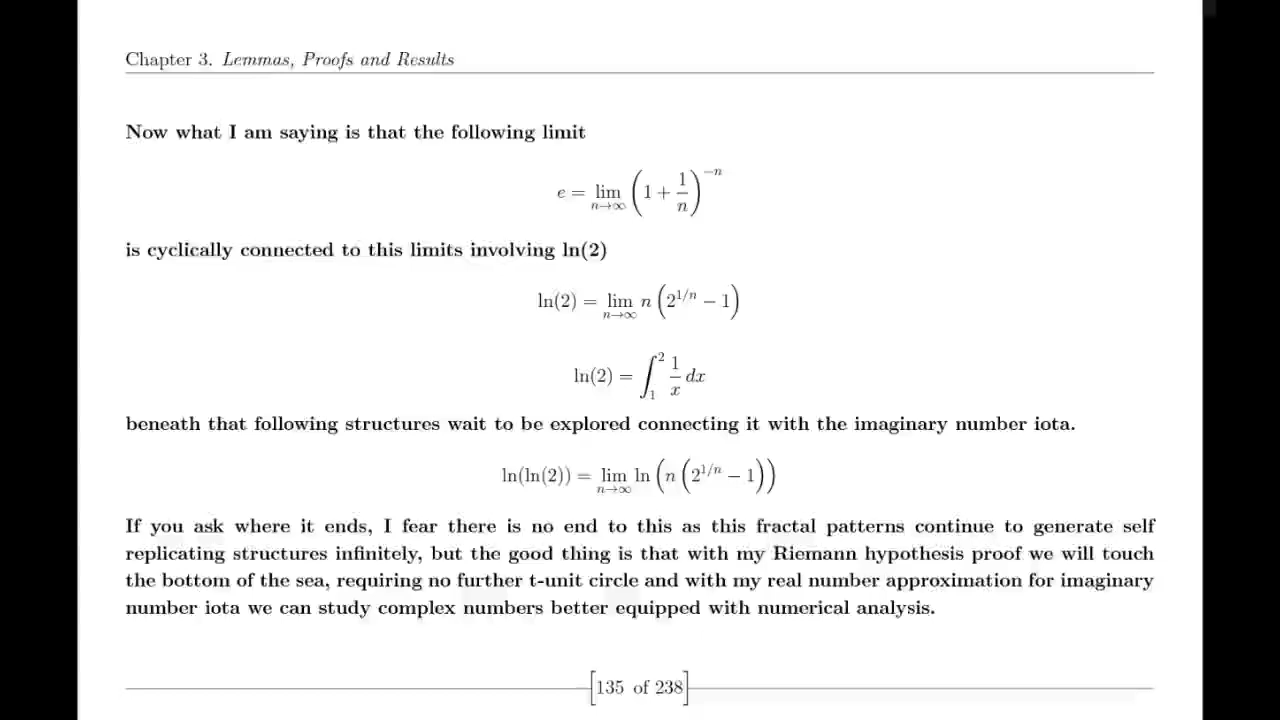 Chapter 3. Lemmas, Proofs and Results
Now what I am saying is that the following limit
e = lim_{n→∞} (1 + 1/n)^{−n}
is cyclically connected to this limits involving ln(2)
ln(2) = lim_{n→∞} n (2^{1/n} − 1)
ln(2) = ∫_1^2 1/x dx
beneath that following structures wait to be explored connecting it with the imaginary number iota.
ln(ln(2)) = lim_{n→∞} ln (n (2^{1/n} − 1))
If you ask where it ends, I fear there is no end to this as this fractal patterns continue to generate self
replicating structures infinitely, but the good thing is that with my Riemann hypothesis proof we will touch
the bottom of the sea, requiring no further t-unit circle and with my real number approximation for imaginary
number iota we can study complex numbers better equipped with numerical analysis.
[135 of 238]